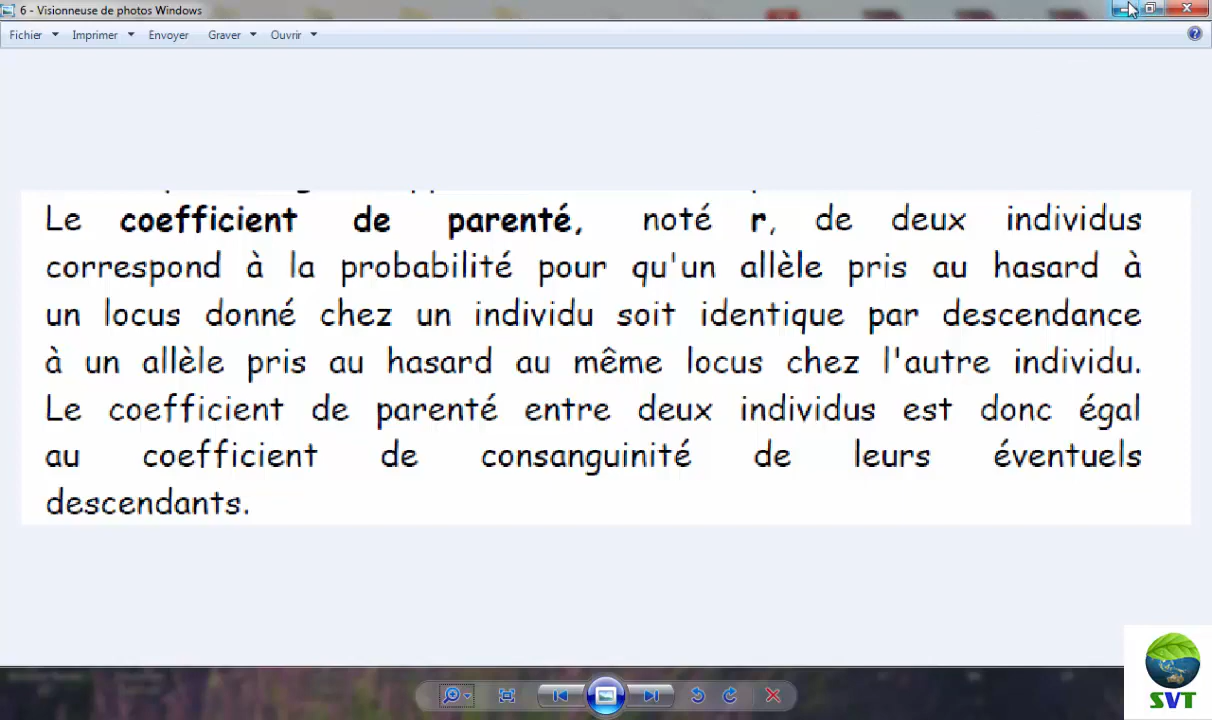 6 - Visionneuse de photos Windows
Fichier Imprimer Envoyer Graver Ouvrir
Le coefficient de parenté, noté r, de deux individus
correspond à la probabilité pour qu'un allèle pris au hasard à
un locus donné chez un individu soit identique par descendance
à un allèle pris au hasard au même locus chez l'autre individu.
Le coefficient de parenté entre deux individus est donc égal
au coefficient de consanguinité de leurs éventuels
descendants.
SVT